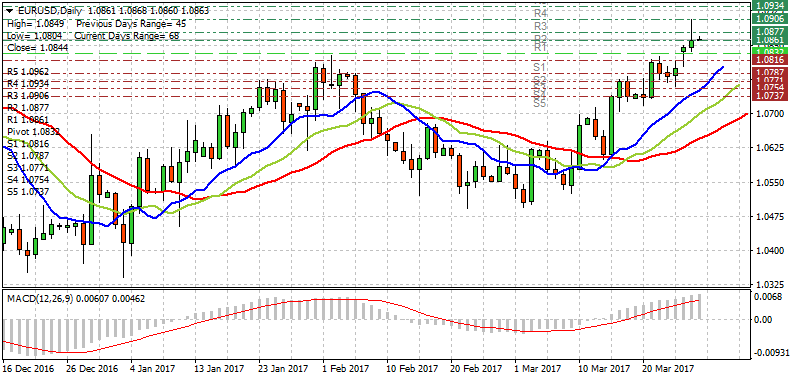 EURUSD,Daily 1.0861 1.0868 1.0860 1.0863
High= 1.0849 Previous Days Range= 45
Low= 1.0804 Current Days Range= 68
Close= 1.0844
R5 1.0962
R4 1.0934
R3 1.0906
R2 1.0877
R1 1.0861
Pivot 1.0832
S1 1.0816
S2 1.0787
S3 1.0771
S4 1.0754
S5 1.0737
R4
R3
R2
R1
S1
S2
S3
S5
1.0934
1.0906
1.0877
1.0861
1.0832
1.0816
1.0787
1.0771
1.0754
1.0737
1.0700
1.0625
1.0550
1.0475
1.0400
1.0325
MACD(12,26,9) 0.00607 0.00462
0.0068
0.00
-0.00931
16 Dec 2016
26 Dec 2016
4 Jan 2017
13 Jan 2017
23 Jan 2017
1 Feb 2017
10 Feb 2017
20 Feb 2017
1 Mar 2017
10 Mar 2017
20 Mar 2017